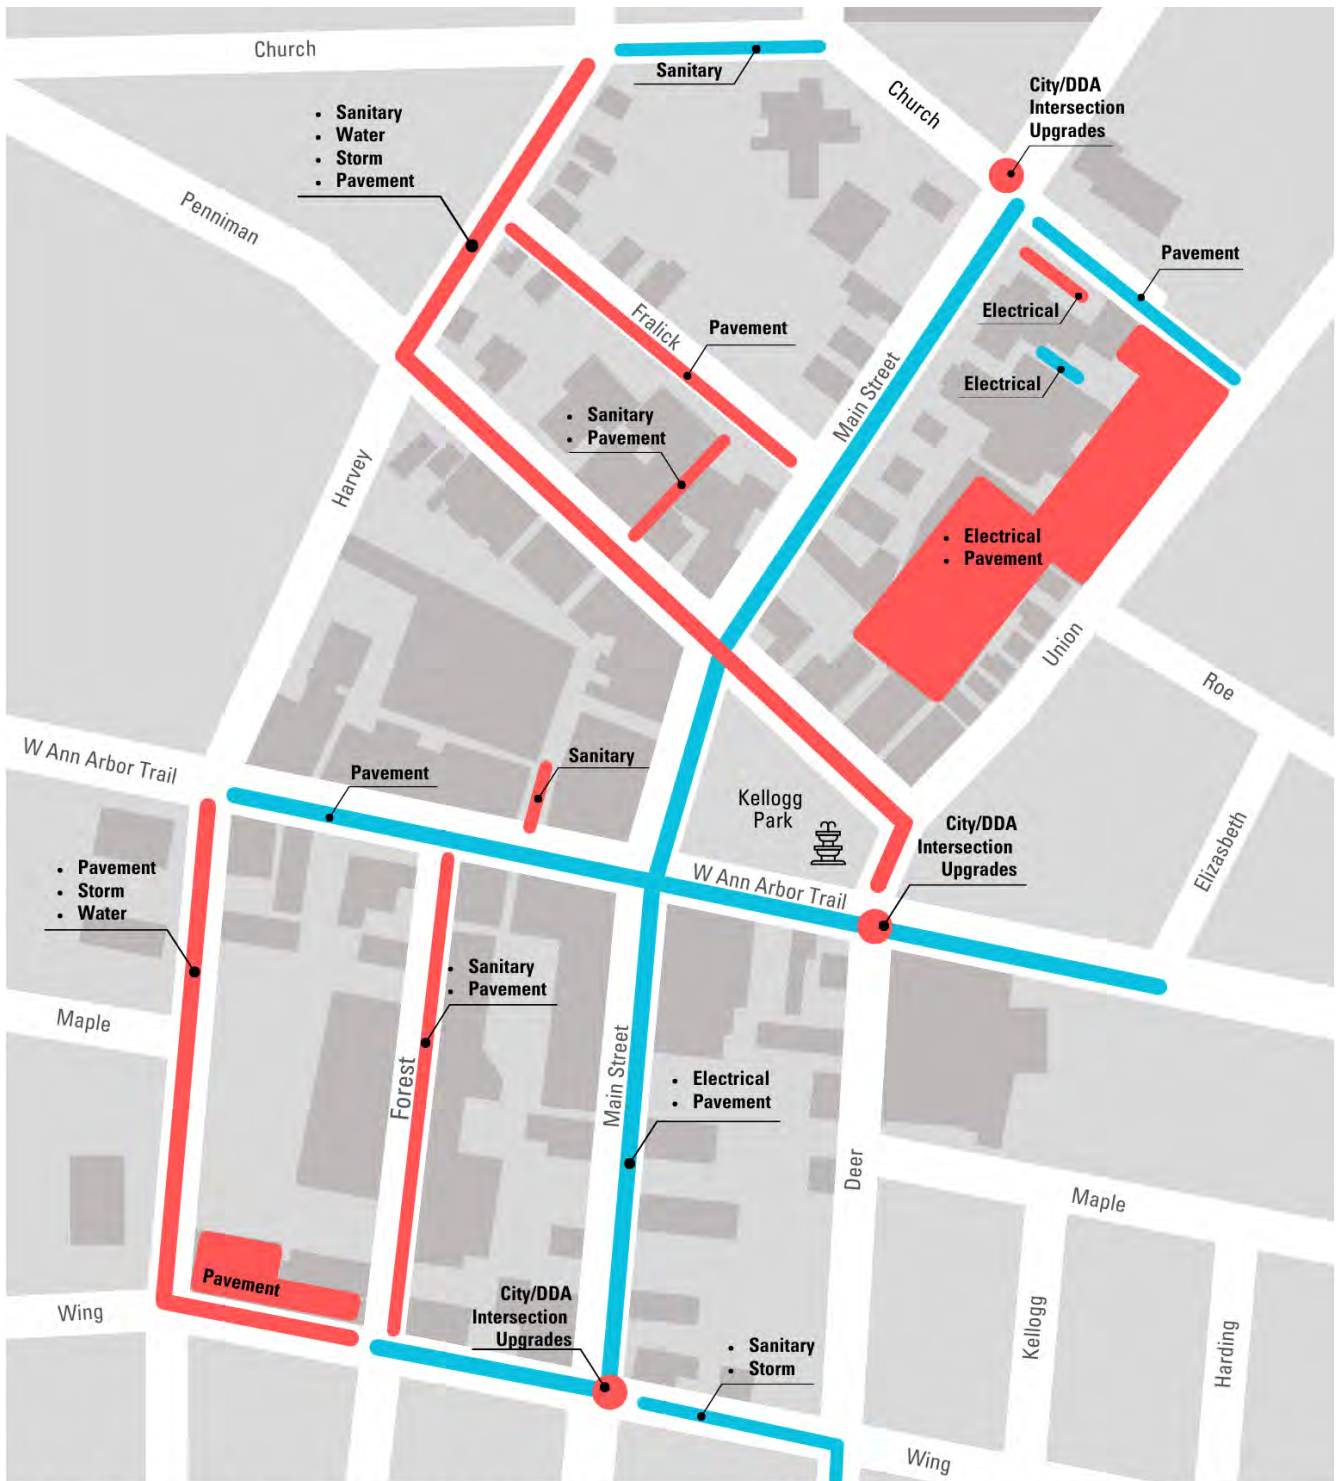 Church
Sanitary
Church
City/DDA
Intersection
Upgrades
• Sanitary
• Water
• Storm
• Pavement
Penniman
Pavement
Electrical
Fralick
Pavement
Main Street
Electrical
• Sanitary
• Pavement
Harvey
• Electrical
• Pavement
Union
Roe
W Ann Arbor Trail
Pavement
Sanitary
Kellogg
Park
City/DDA
Intersection
Upgrades
Elizasbeth
W Ann Arbor Trail
• Pavement
• Storm
• Water
• Sanitary
• Pavement
Maple
Forest
Main Street
• Electrical
• Pavement
Deer
Maple
Pavement
Wing
City/DDA
Intersection
Upgrades
• Sanitary
• Storm
Kellogg
Harding
Wing